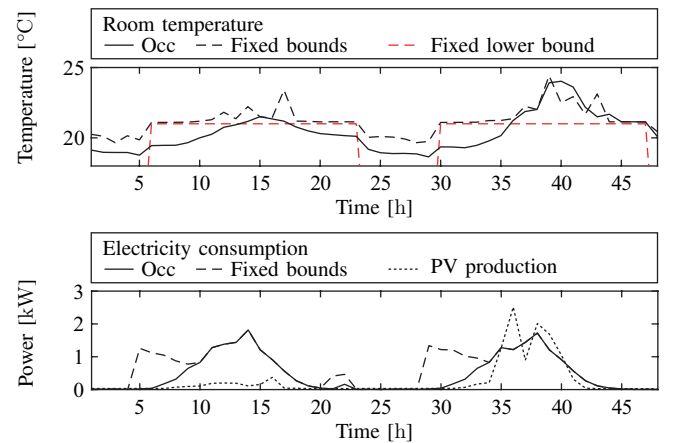 Room temperature
Occ Fixed bounds Fixed lower bound
Temperature [°C]
25
20
5 10 15 20 25 30 35 40 45
Time [h]
Electricity consumption
Occ Fixed bounds PV production
Power [kW]
3
2
1
0
5 10 15 20 25 30 35 40 45
Time [h]